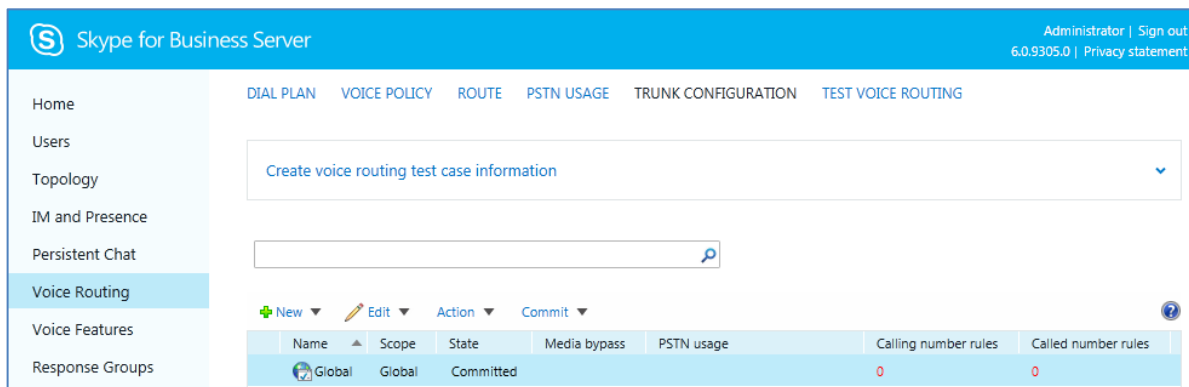 Skype for Business Server
Administrator | Sign out
6.0.9305.0 | Privacy statement
Home
Users
Topology
IM and Presence
Persistent Chat
Voice Routing
Voice Features
Response Groups
DIAL PLAN VOICE POLICY ROUTE PSTN USAGE TRUNK CONFIGURATION TEST VOICE ROUTING
Create voice routing test case information
New Edit Action Commit
Name Scope State Media bypass PSTN usage Calling number rules Called number rules
Global Global Committed 0 0